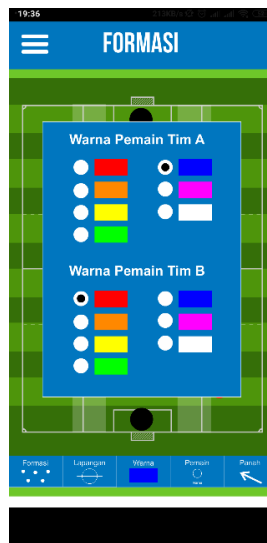 19:36
FORMASI
Warna Pemain Tim A
Warna Pemain Tim B
Formasi Lapangan Warna Pemain Panah